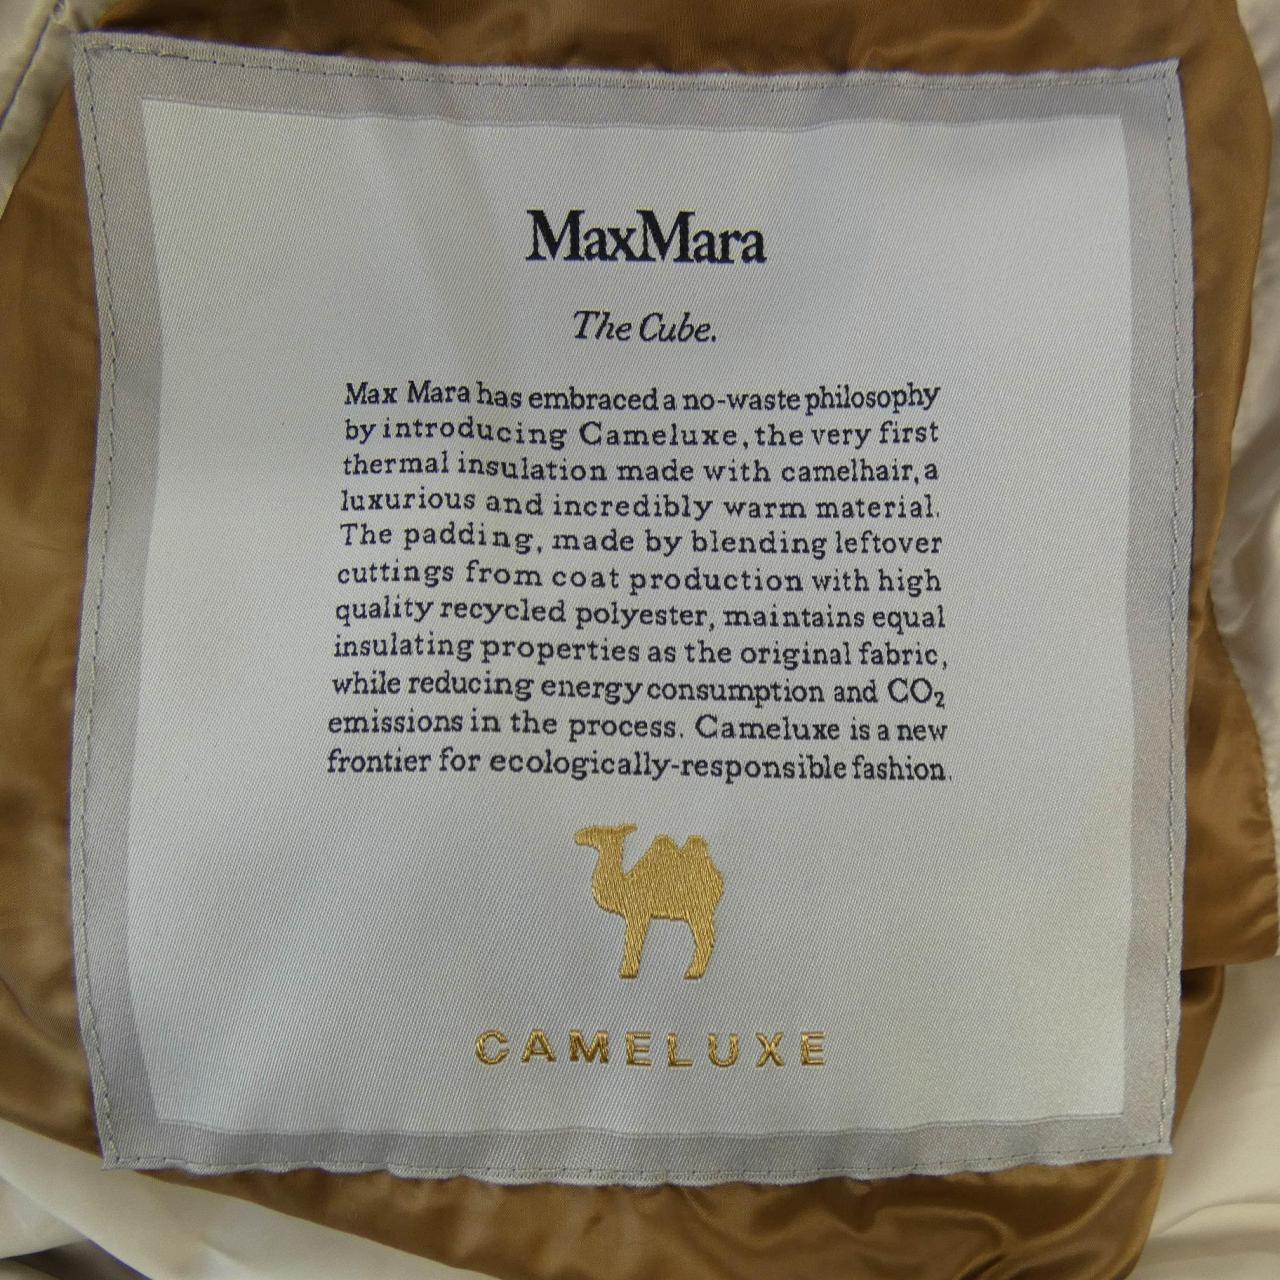 MaxMara
The Cube.
Max Mara has embraced a no-waste philosophy
by introducing Cameluxe, the very first
thermal insulation made with camelhair, a
luxurious and incredibly warm material.
The padding, made by blending leftover
cuttings from coat production with high
quality recycled polyester, maintains equal
insulating properties as the original fabric,
while reducing energy consumption and CO₂
emissions in the process. Cameluxe is a new
frontier for ecologically-responsible fashion.
CAMELUXE